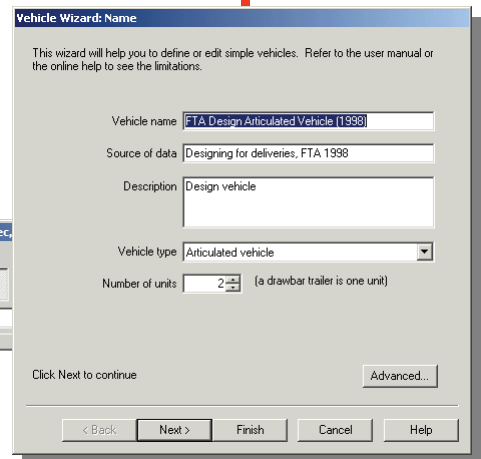 Vehicle Wizard: Name
This wizard will help you to define or edit simple vehicles. Refer to the user manual or
the online help to see the limitations.
Vehicle name FTA Design Articulated Vehicle (1998)
Source of data Designing for deliveries, FTA 1998
Description Design vehicle
ec,
Vehicle type Articulated vehicle
Number of units 2 (a drawbar trailer is one unit)
Click Next to continue Advanced...
< Back Next > Finish Cancel Help